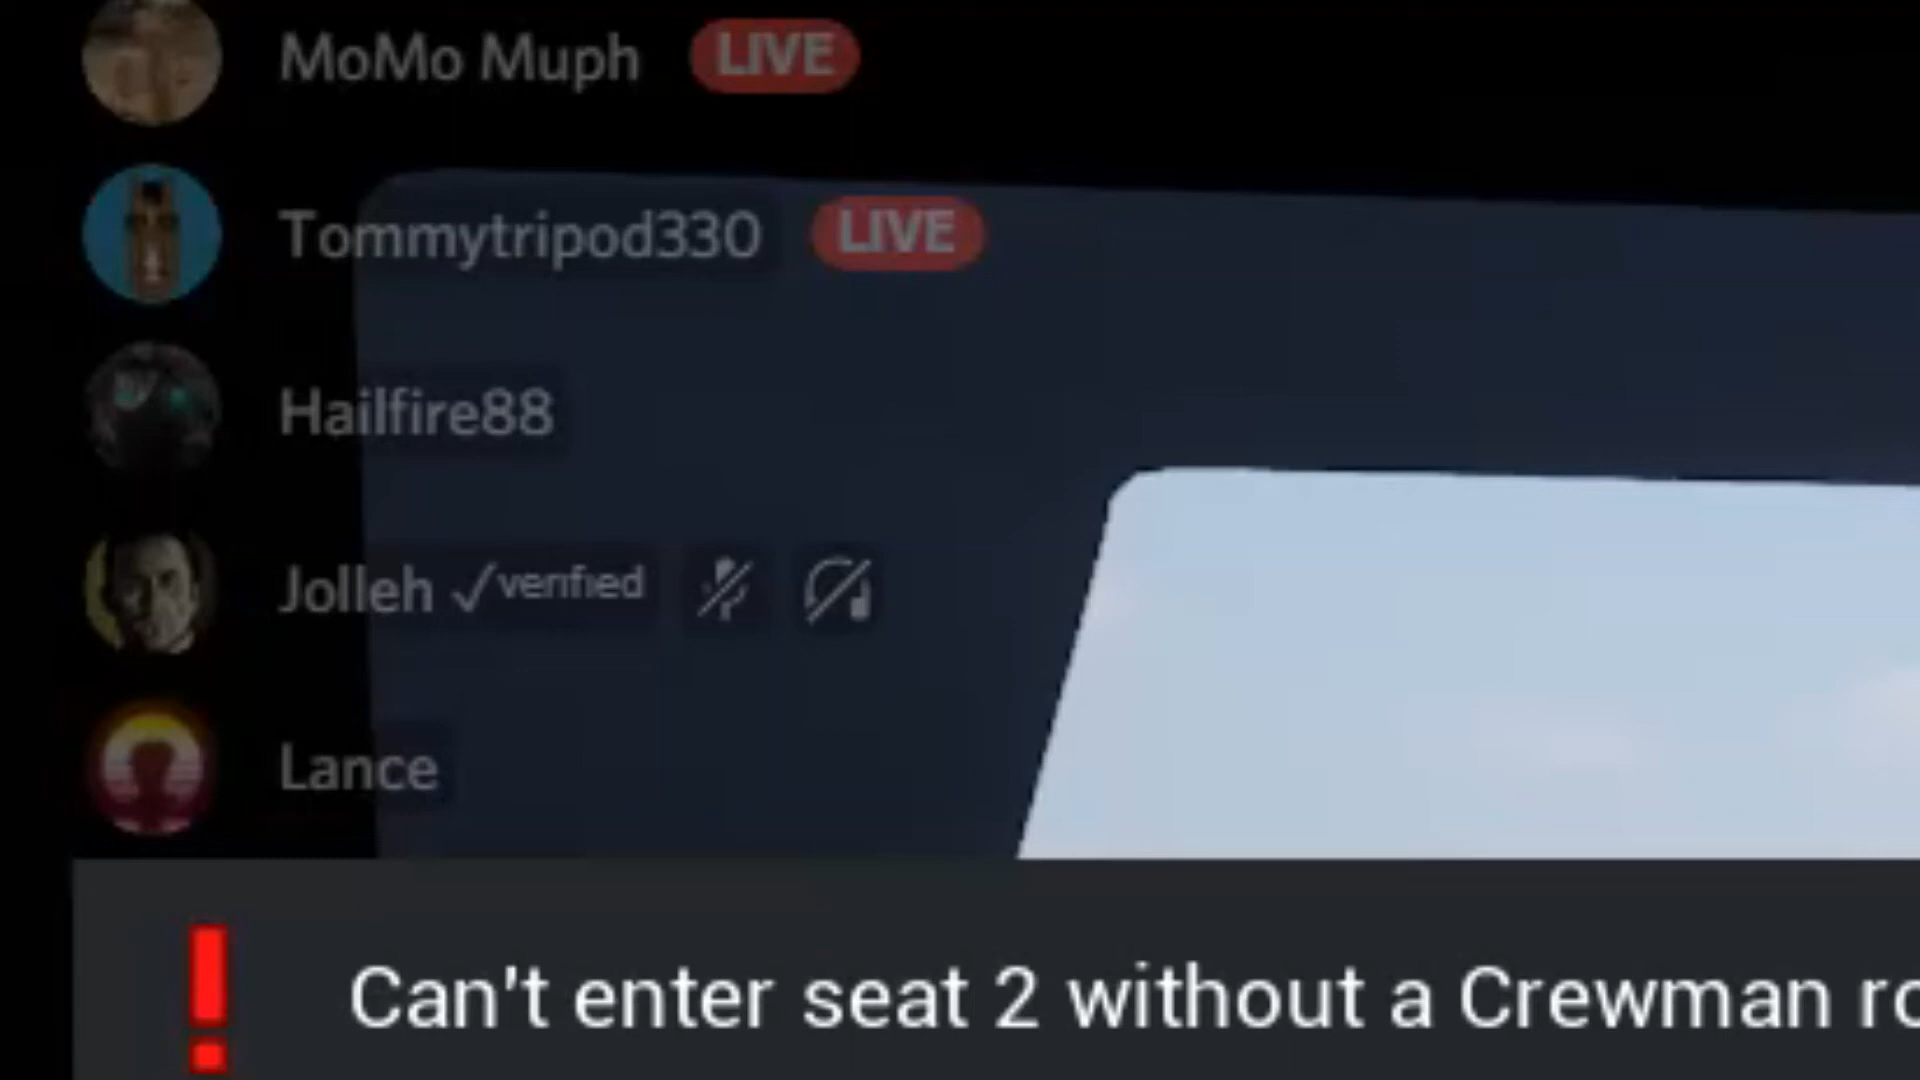 MoMo Muph LIVE
Tommytripod330 LIVE
Hailfire88
Jolleh ✓verified
Lance
Can't enter seat 2 without a Crewman ro